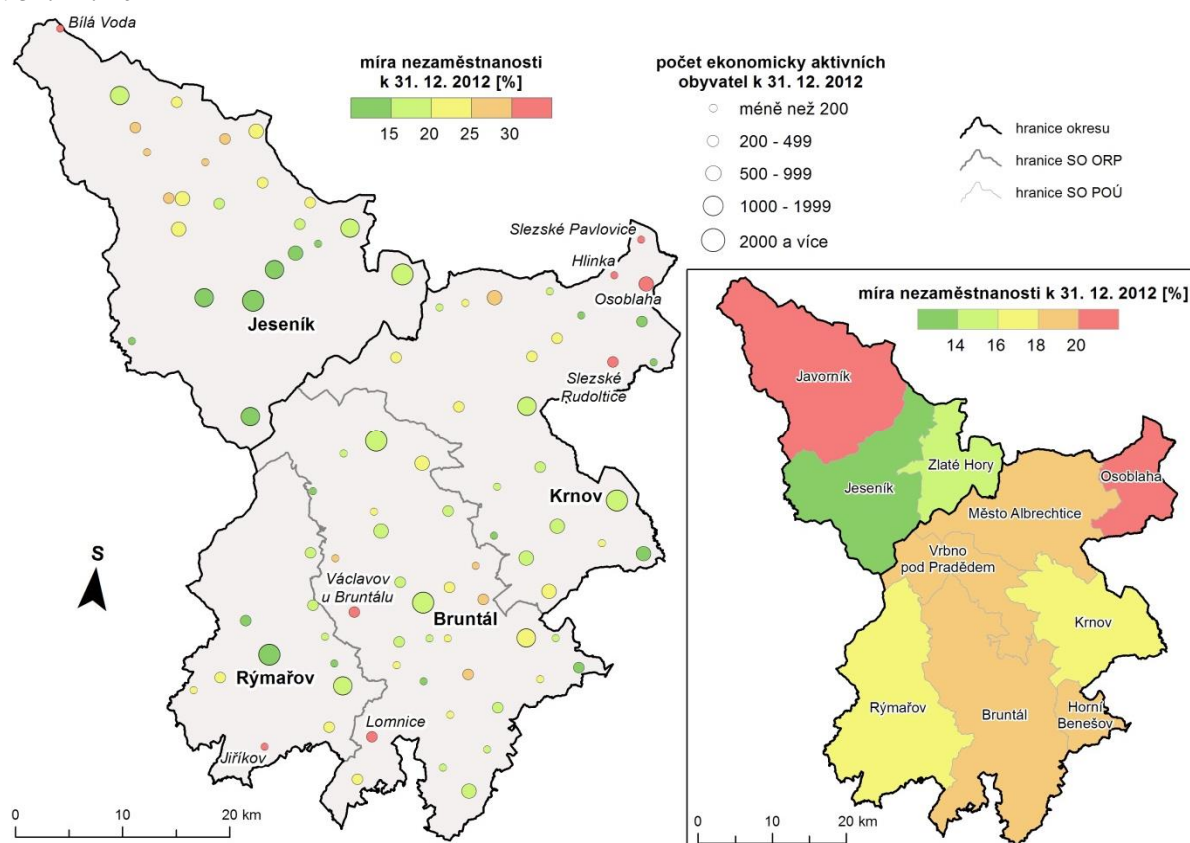 Bílá Voda
míra nezaměstnanosti
k 31. 12. 2012 [%]
15 20 25 30
počet ekonomicky aktivních
obyvatel k 31. 12. 2012
méně než 200
200 - 499
500 - 999
1000 - 1999
2000 a více
hranice okresu
hranice SO ORP
hranice SO POÚ
Slezské Pavlovice
Hlinka
Osoblaha
Jeseník
Slezské
Rudoltice
Krnov
S
Václavov
u Bruntálu
Bruntál
Rýmařov
Lomnice
Jiříkov
0 10 20 km
míra nezaměstnanosti k 31. 12. 2012 [%]
14 16 18 20
Javorník
Zlaté Hory
Osoblaha
Jeseník
Město Albrechtice
Vrbno
pod Pradědem
Krnov
Rýmařov
Bruntál
Horní
Benešov
0 10 20 km